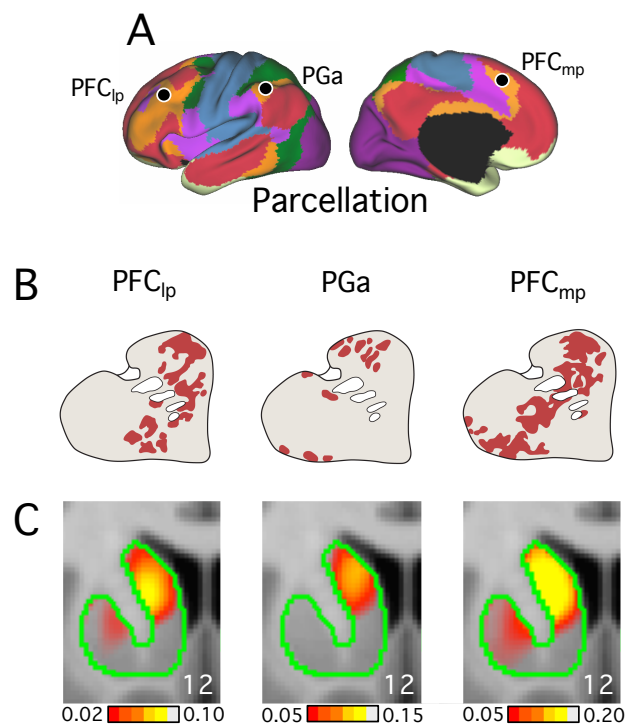 A
PFClp
PGa
PFCmp
Parcellation
B
PFClp
PGa
PFCmp
C
12
12
12
0.02 0.10
0.05 0.15
0.05 0.20